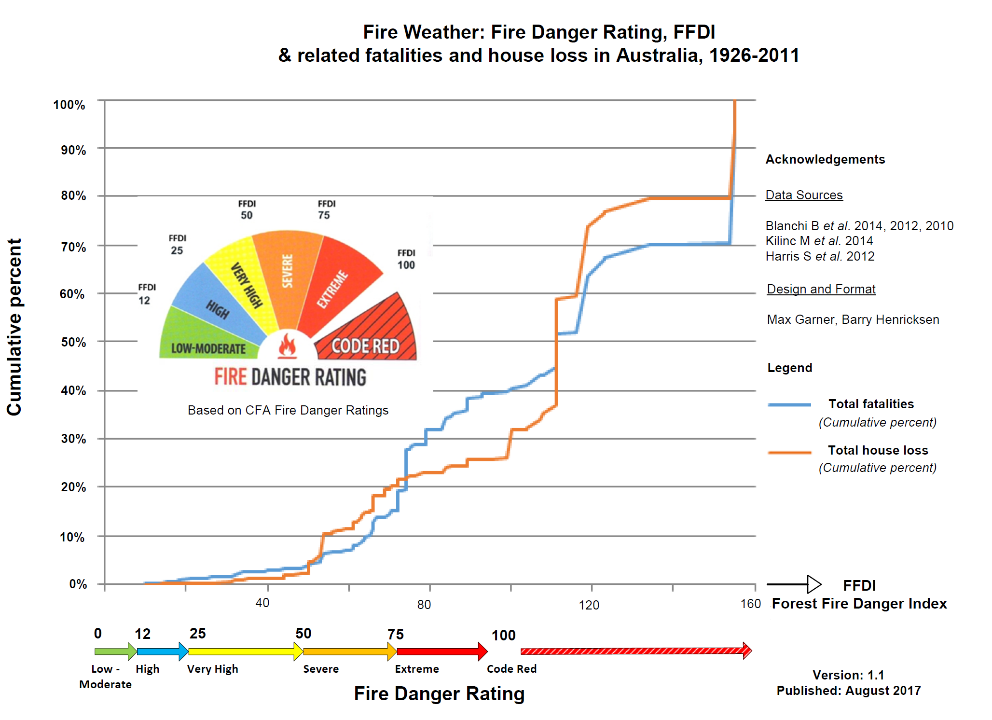 Fire Weather: Fire Danger Rating, FFDI
& related fatalities and house loss in Australia, 1926-2011
Cumulative percent
100%
90%
80%
70%
60%
50%
40%
30%
20%
10%
0%
40
80
120
160
FFDI
12
FFDI
25
FFDI
50
FFDI
75
FFDI
100
LOW-MODERATE
HIGH
VERY HIGH
SEVERE
EXTREME
CODE RED
FIRE DANGER RATING
Based on CFA Fire Danger Ratings
Acknowledgements
Data Sources
Blanchi B et al. 2014, 2012, 2010
Kilinc M et al. 2014
Harris S et al. 2012
Design and Format
Max Garner, Barry Henricksen
Legend
Total fatalities
(Cumulative percent)
Total house loss
(Cumulative percent)
FFDI
Forest Fire Danger Index
0 12 25 50 75 100
Low -
Moderate
High
Very High
Severe
Extreme
Code Red
Fire Danger Rating
Version: 1.1
Published: August 2017